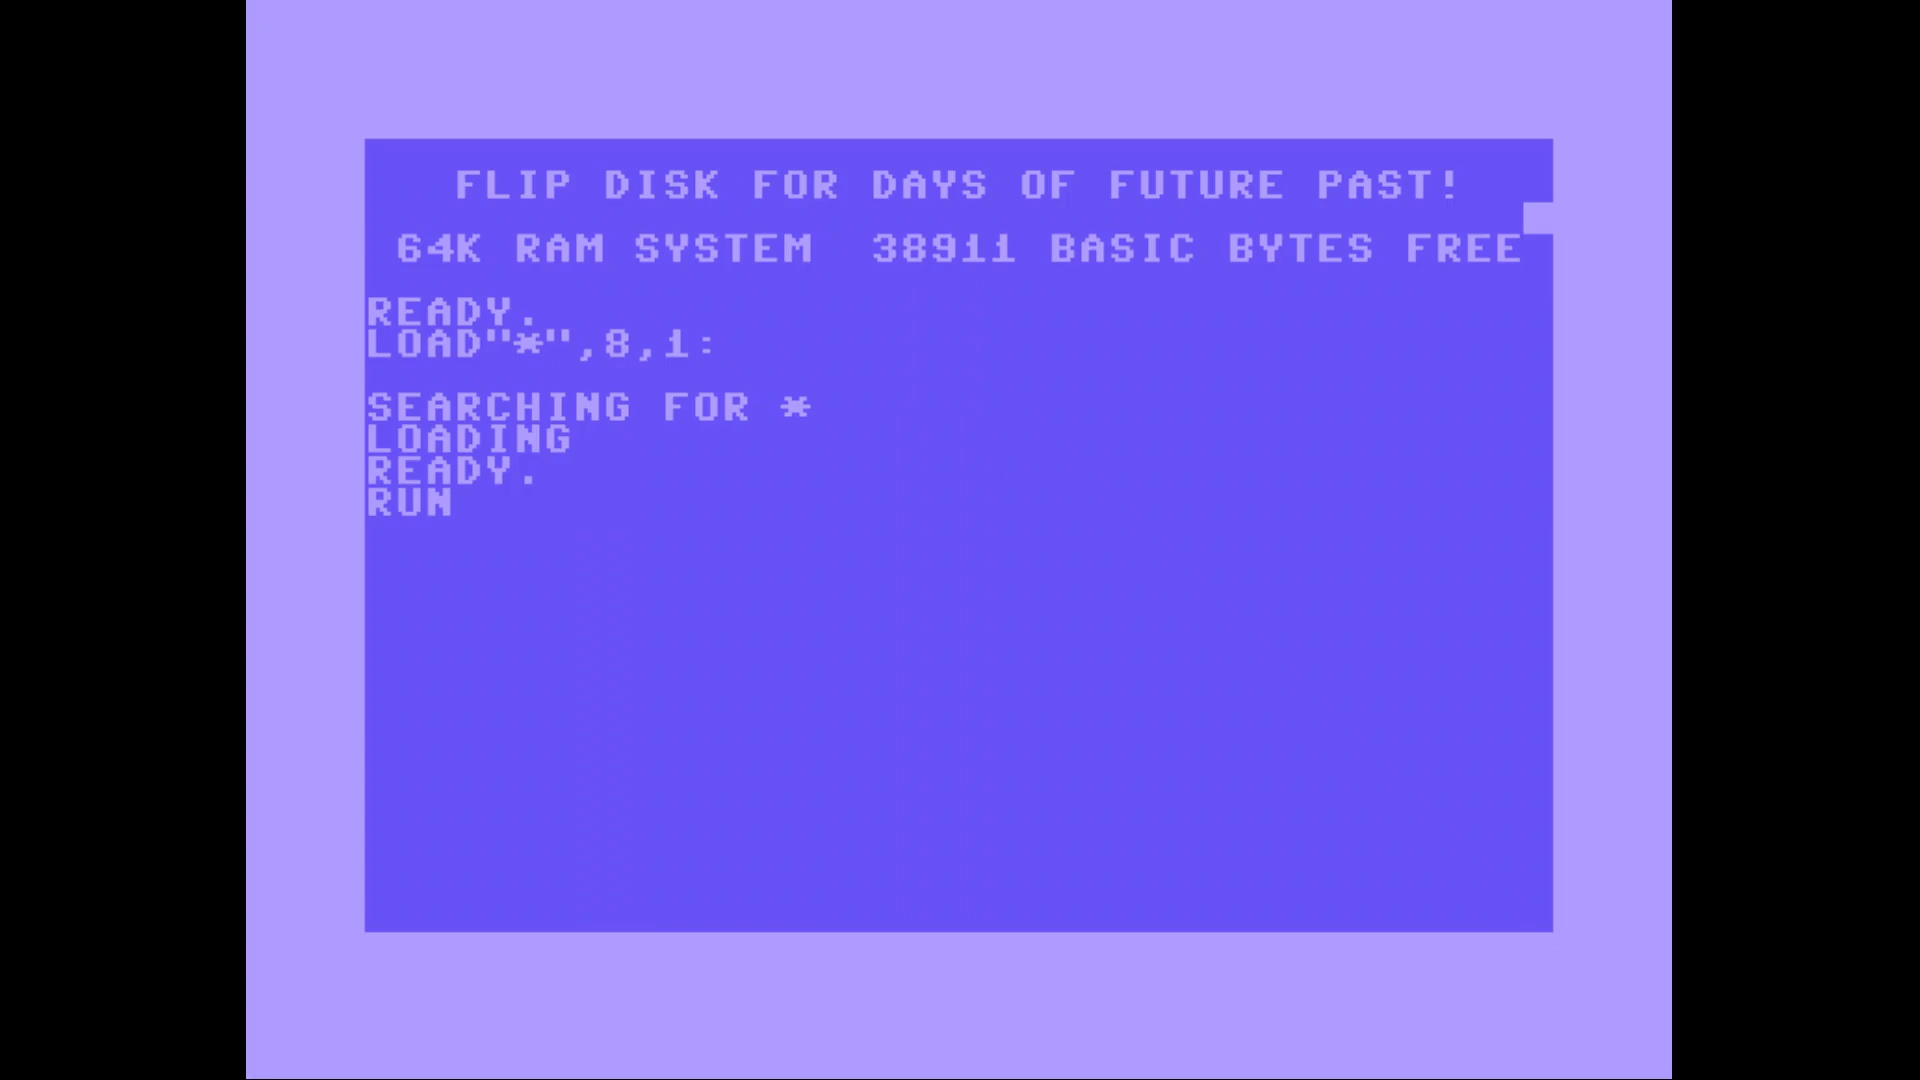 FLIP DISK FOR DAYS OF FUTURE PAST!
64K RAM SYSTEM  38911 BASIC BYTES FREE
READY.
LOAD"*",8,1:
SEARCHING FOR *
LOADING
READY.
RUN